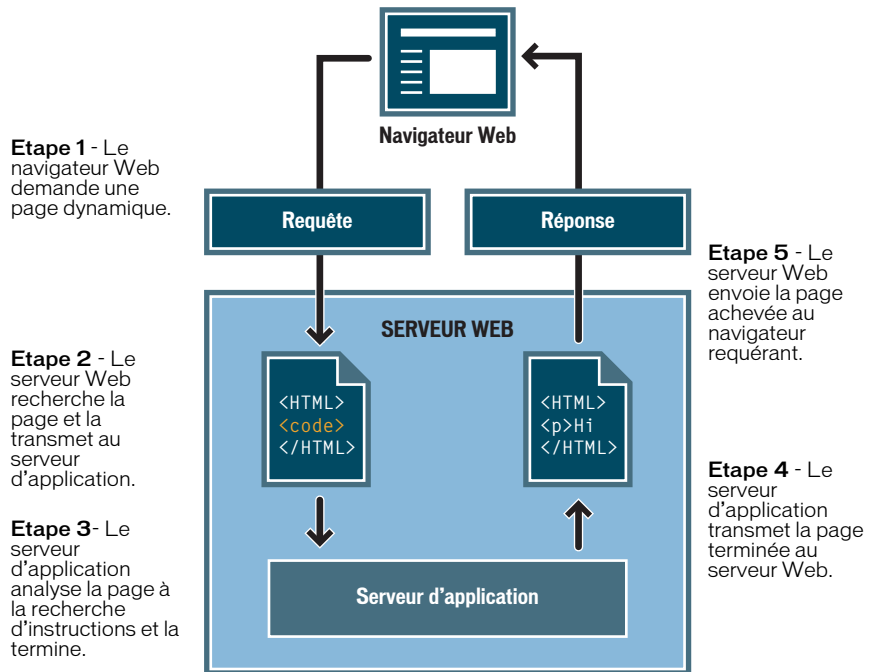 Navigateur Web
Etape 1 - Le
navigateur Web
demande une
page dynamique.
Requête
Réponse
Etape 5 - Le
serveur Web
envoie la page
achevée au
navigateur
requérant.
SERVEUR WEB
Etape 2 - Le
serveur Web
recherche la
page et la
transmet au
serveur
d'application.
<HTML>
<code>
</HTML>
<HTML>
<p>Hi
</HTML>
Etape 3- Le
serveur
d'application
analyse la page à
la recherche
d'instructions et la
termine.
Etape 4 - Le
serveur
d'application
transmet la page
terminée au
serveur Web.
Serveur d'application